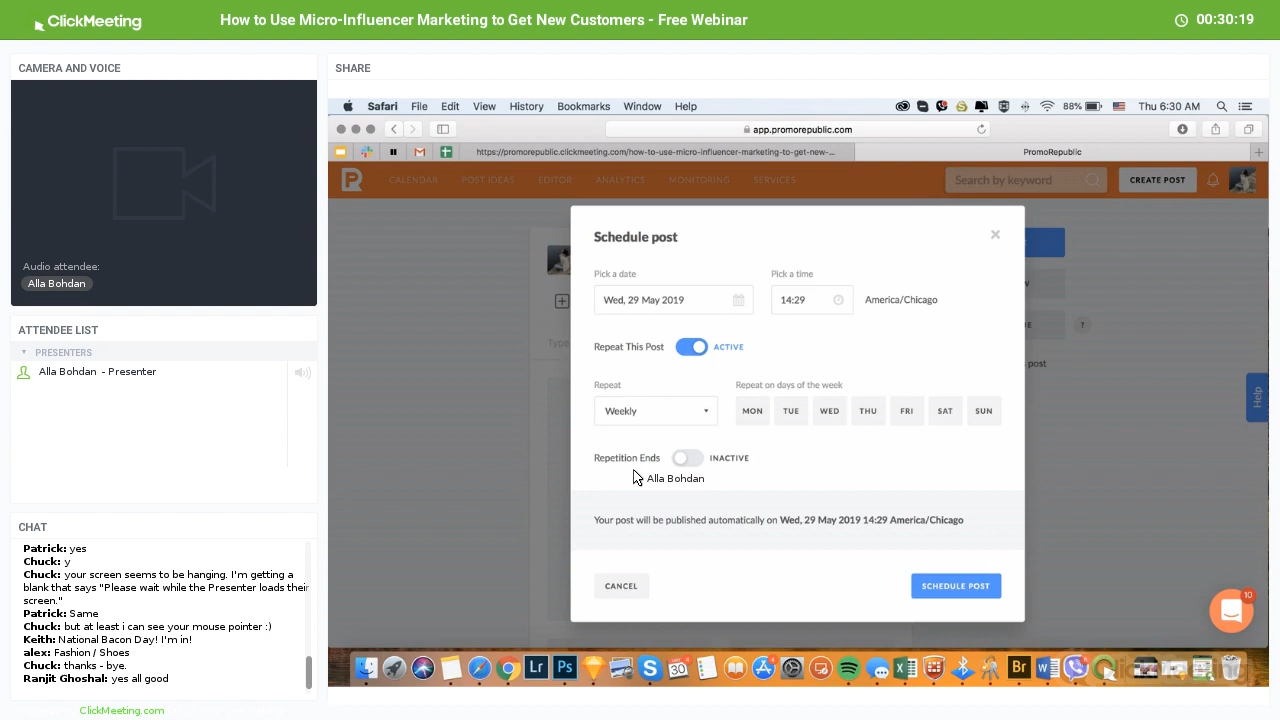 ClickMeeting
How to Use Micro-Influencer Marketing to Get New Customers - Free Webinar
00:30:19
CAMERA AND VOICE
Audio attendee:
Alla Bohdan
ATTENDEE LIST
PRESENTERS
Alla Bohdan - Presenter
CHAT
Patrick: yes
Chuck: y
Chuck: your screen seems to be hanging. I'm getting a
blank that says "Please wait while the Presenter loads their
screen."
Patrick: Same
Chuck: but at least i can see your mouse pointer :)
Keith: National Bacon Day! I'm in!
alex: Fashion / Shoes
Chuck: thanks - bye.
Ranjit Ghoshal: yes all good
ClickMeeting.com
SHARE
Safari File Edit View History Bookmarks Window Help
88% Thu 6:30 AM
app.promorepublic.com
https://promorepublic.clickmeeting.com/how-to-use-micro-influencer-marketing-to-get-new-...
PromoRepublic
CALENDAR POST IDEAS EDITOR ANALYTICS MONITORING SERVICES
Search by keyword
CREATE POST
Schedule post
Pick a date Pick a time
Wed, 29 May 2019 14:29 America/Chicago
Type
Repeat This Post ACTIVE
?
post
Repeat Repeat on days of the week
Weekly MON TUE WED THU FRI SAT SUN
Help
Repetition Ends INACTIVE
Alla Bohdan
Your post will be published automatically on Wed, 29 May 2019 14:29 America/Chicago
CANCEL SCHEDULE POST
10
Lr Ps 30 Br